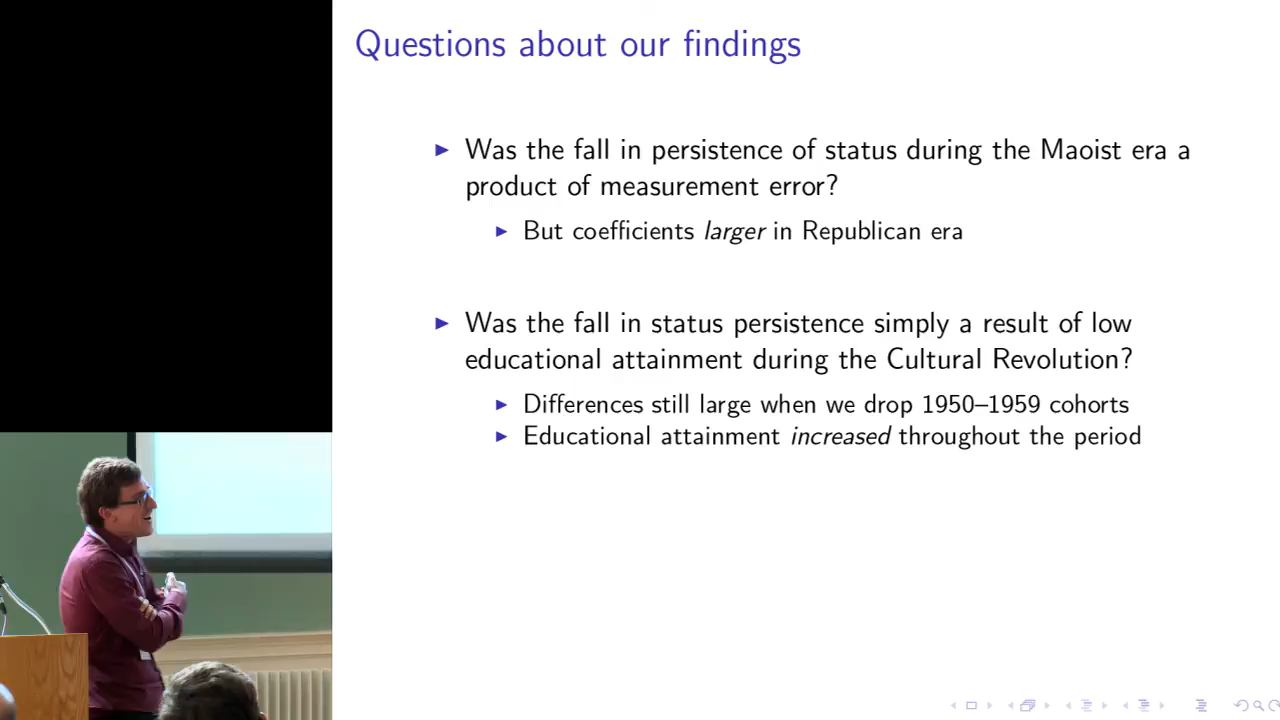 Questions about our findings
Was the fall in persistence of status during the Maoist era a
product of measurement error?
But coefficients larger in Republican era
Was the fall in status persistence simply a result of low
educational attainment during the Cultural Revolution?
Differences still large when we drop 1950–1959 cohorts
Educational attainment increased throughout the period